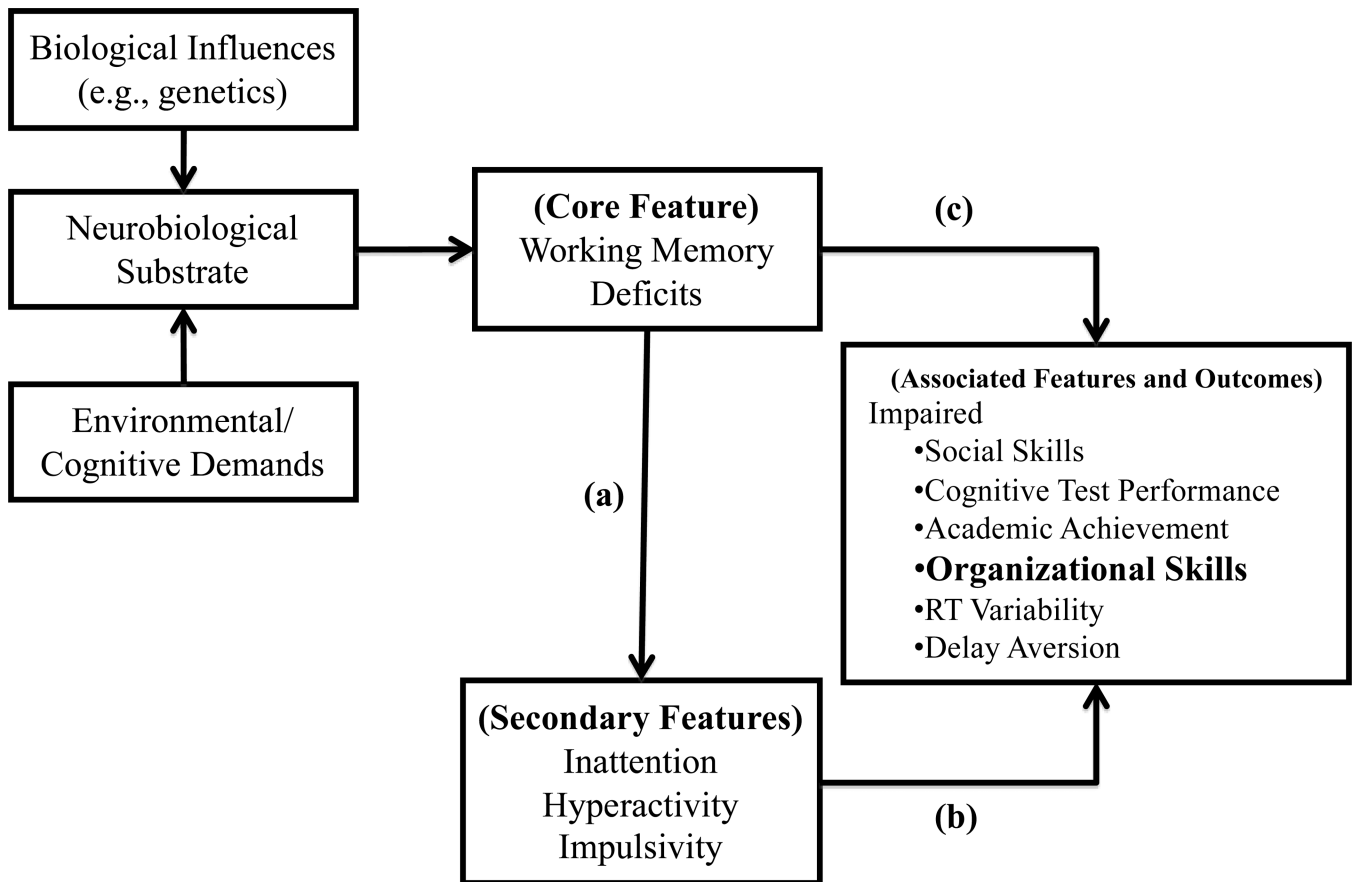 Biological Influences
(e.g., genetics)
Neurobiological
Substrate
Environmental/
Cognitive Demands
(Core Feature)
Working Memory
Deficits
(c)
(a)
(Associated Features and Outcomes)
Impaired
•Social Skills
•Cognitive Test Performance
•Academic Achievement
•Organizational Skills
•RT Variability
•Delay Aversion
(Secondary Features)
Inattention
Hyperactivity
Impulsivity
(b)